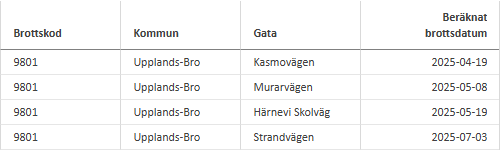 Brottskod Kommun Gata Beräknat brottsdatum
9801 Upplands-Bro Kasmovägen 2025-04-19
9801 Upplands-Bro Murarvägen 2025-05-08
9801 Upplands-Bro Härnevi Skolväg 2025-05-19
9801 Upplands-Bro Strandvägen 2025-07-03